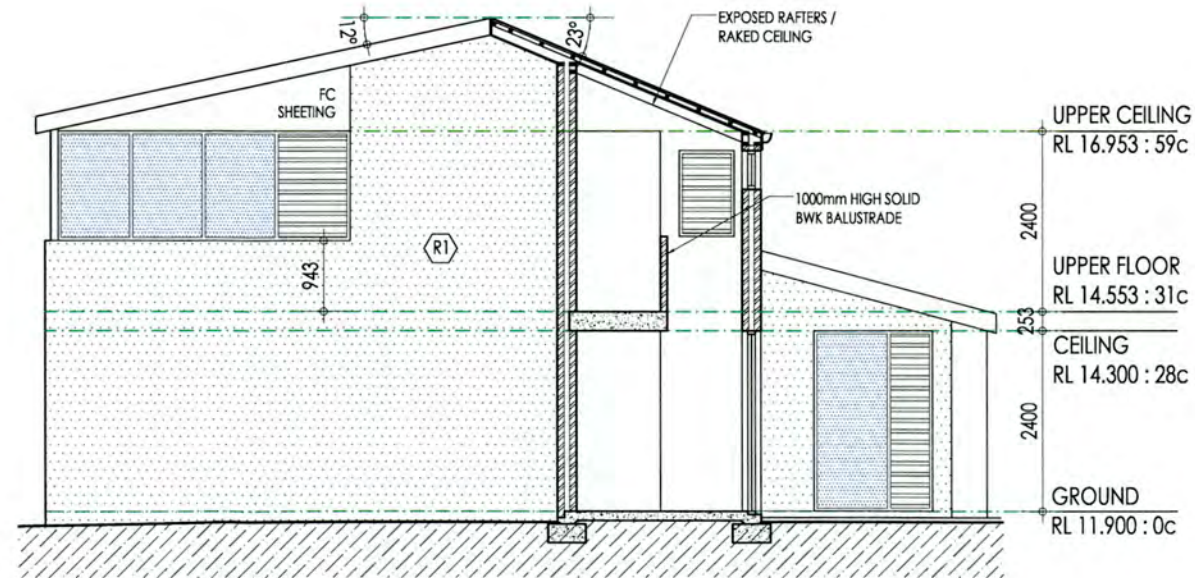 12°
23°
EXPOSED RAFTERS /
RAKED CEILING
FC
SHEETING
UPPER CEILING
RL 16.953 : 59c
1000mm HIGH SOLID
BWK BALUSTRADE
2400
R1
943
UPPER FLOOR
RL 14.553 : 31c
253
CEILING
RL 14.300 : 28c
2400
GROUND
RL 11.900 : 0c